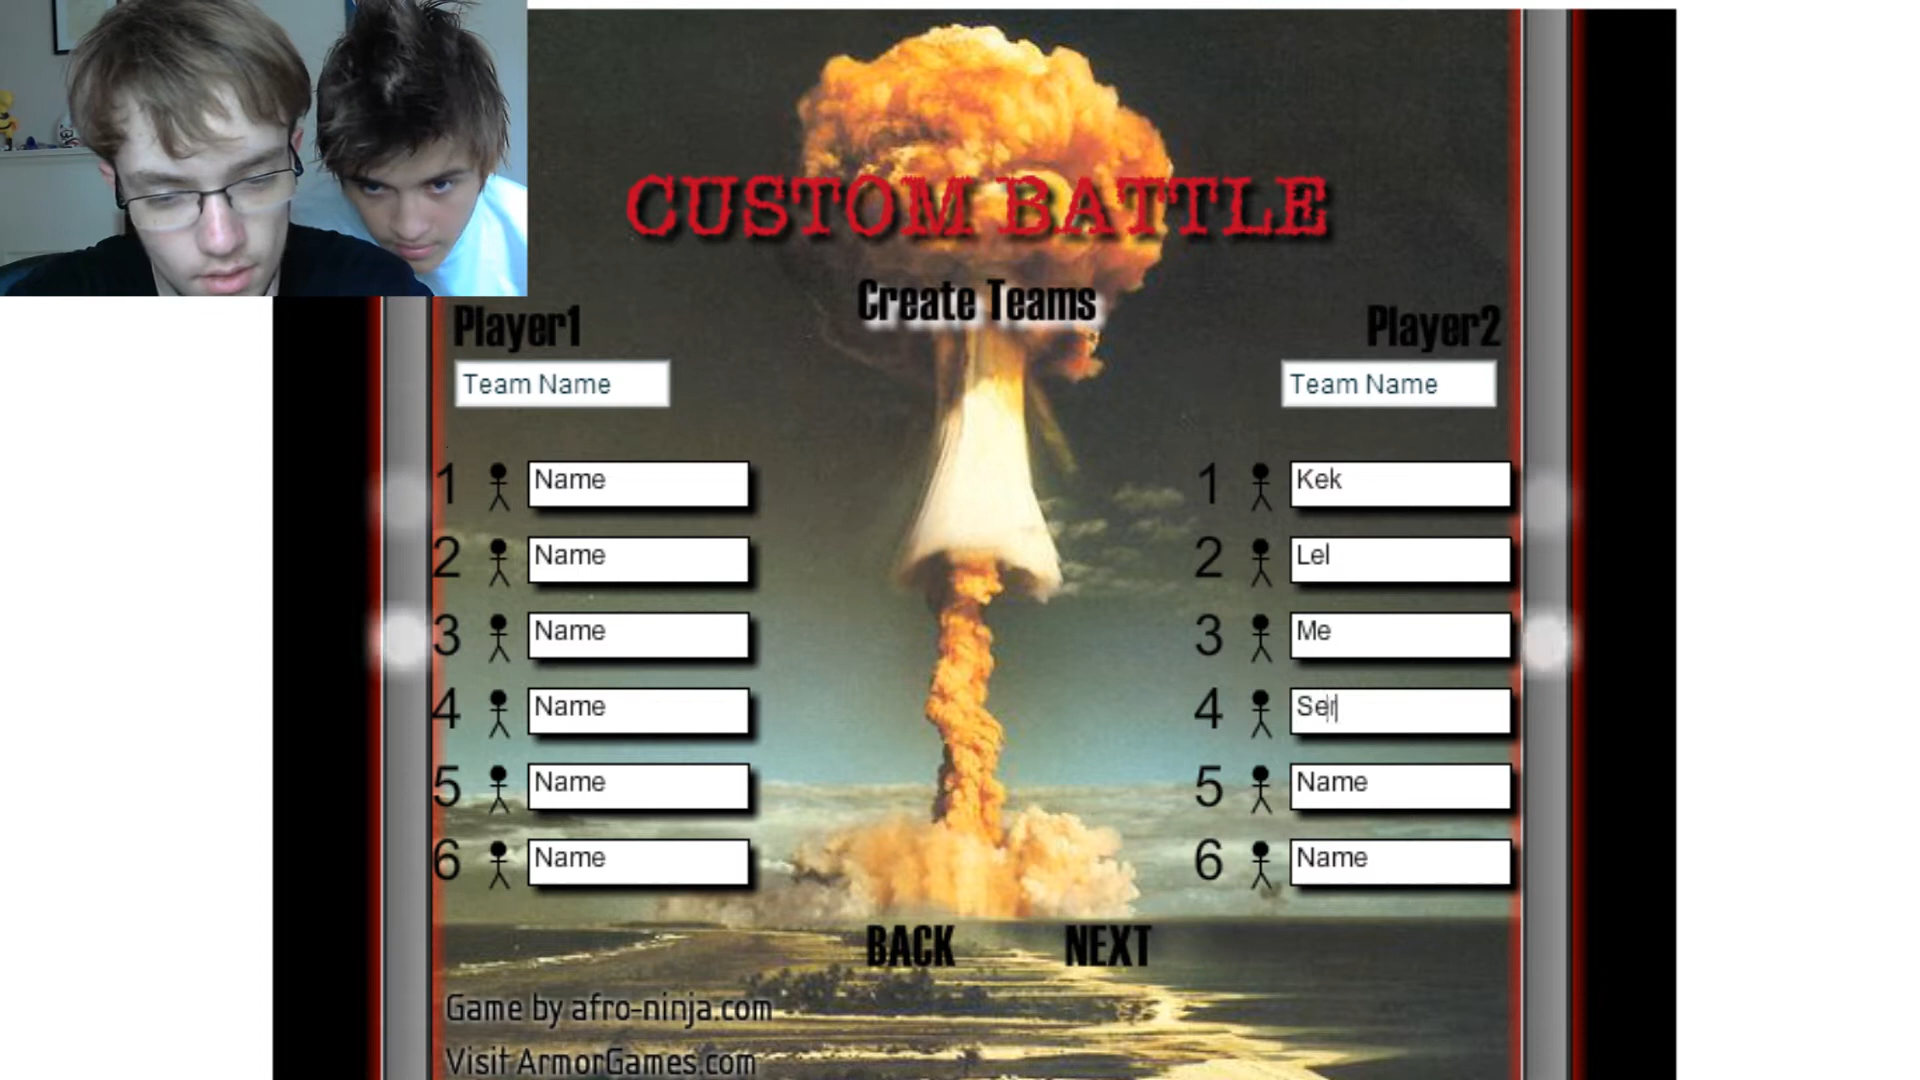 CUSTOM BATTLE
Create Teams
Player1
Player2
Team Name
Team Name
1 Name
1 Kek
2 Name
2 Lel
3 Name
3 Me
4 Name
4 Ser
5 Name
5 Name
6 Name
6 Name
BACK NEXT
Game by afro-ninja.com
Visit ArmorGames.com